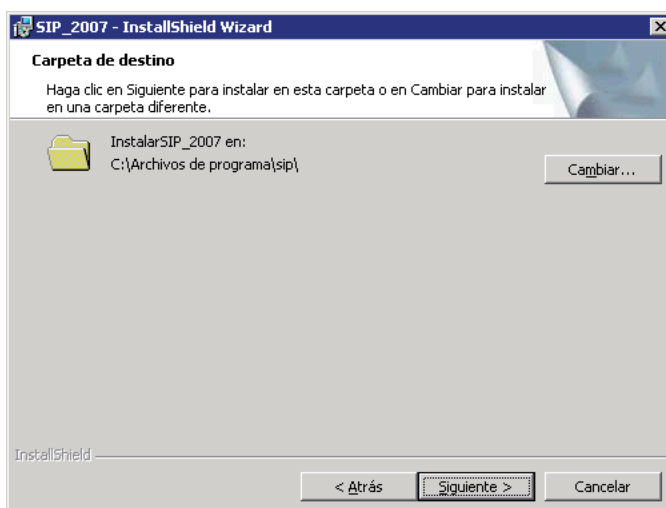 SIP_2007 - InstallShield Wizard
Carpeta de destino
Haga clic en Siguiente para instalar en esta carpeta o en Cambiar para instalar
en una carpeta diferente.
InstalarSIP_2007 en:
C:\Archivos de programa\sip\
Cambiar...
InstallShield
< Atrás
Siguiente >
Cancelar